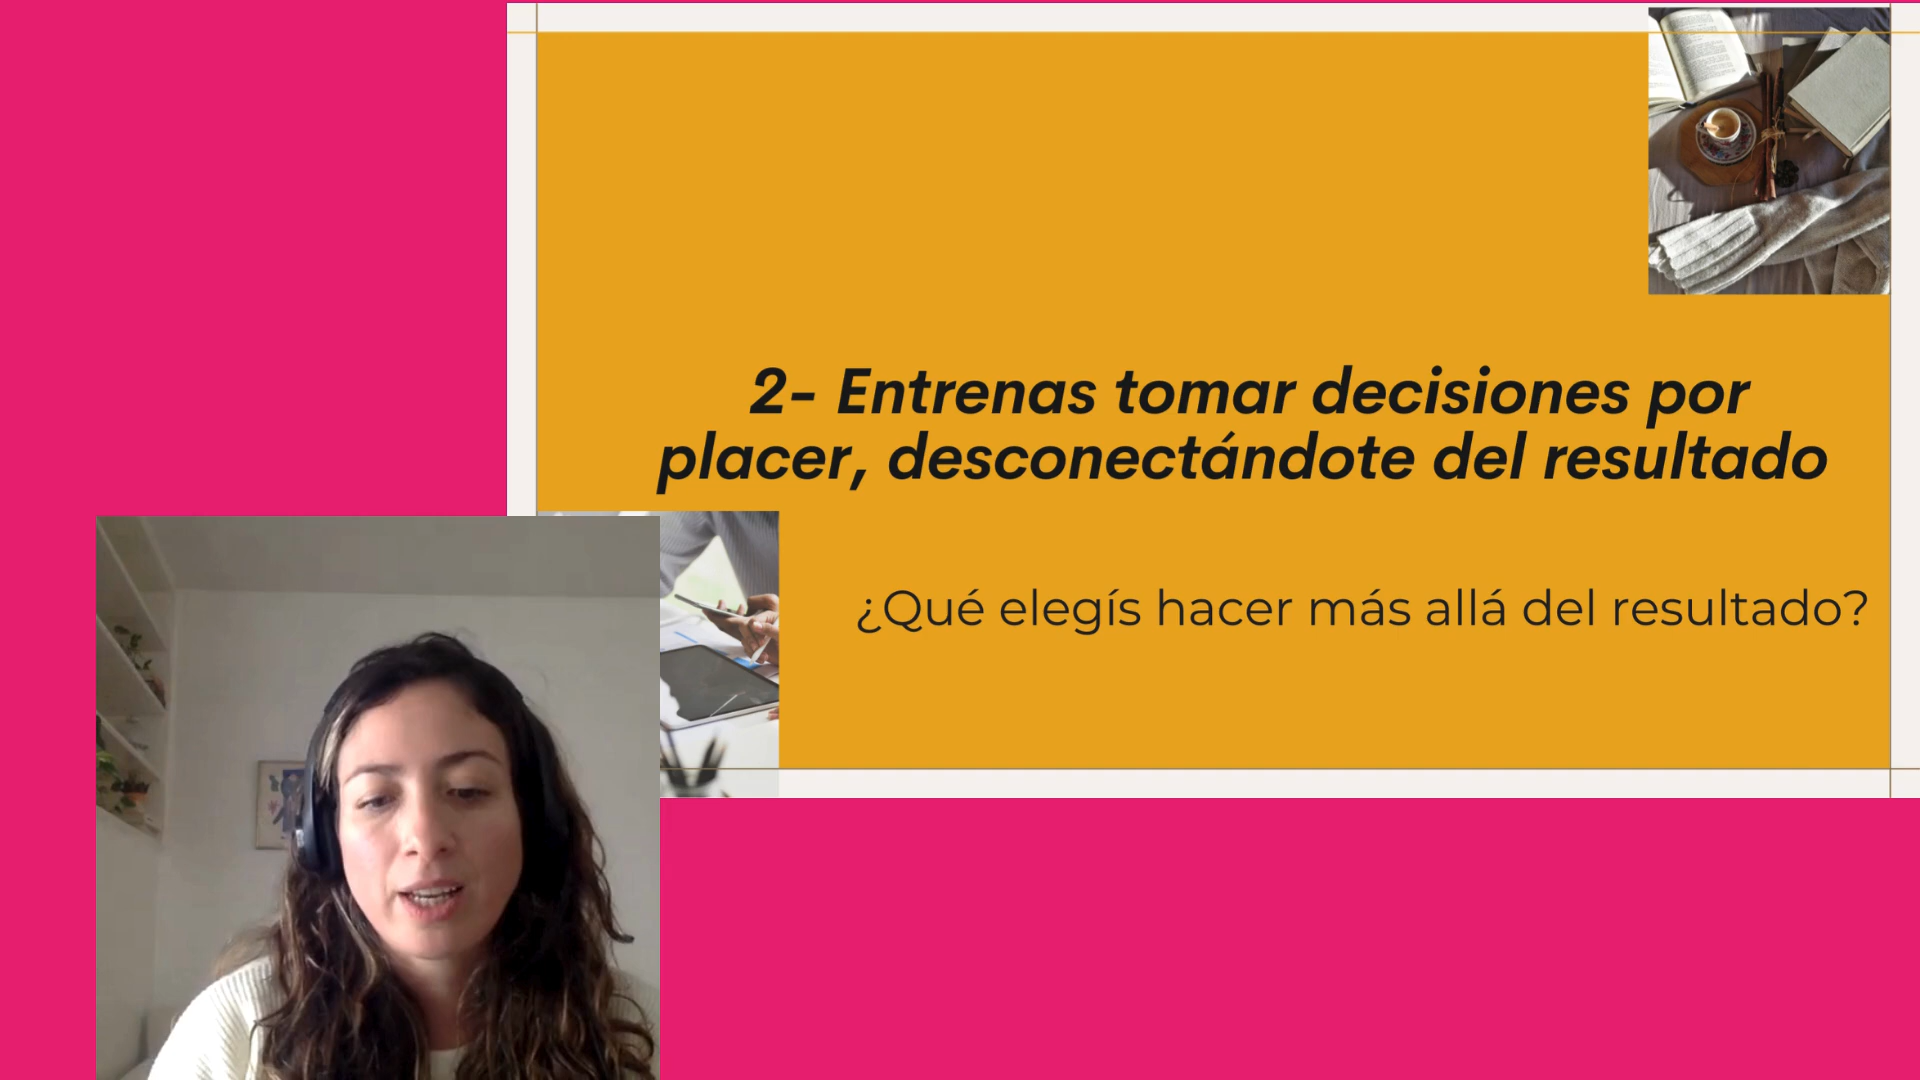 2- Entrenas tomar decisiones por
placer, desconectándote del resultado
¿Qué elegís hacer más allá del resultado?